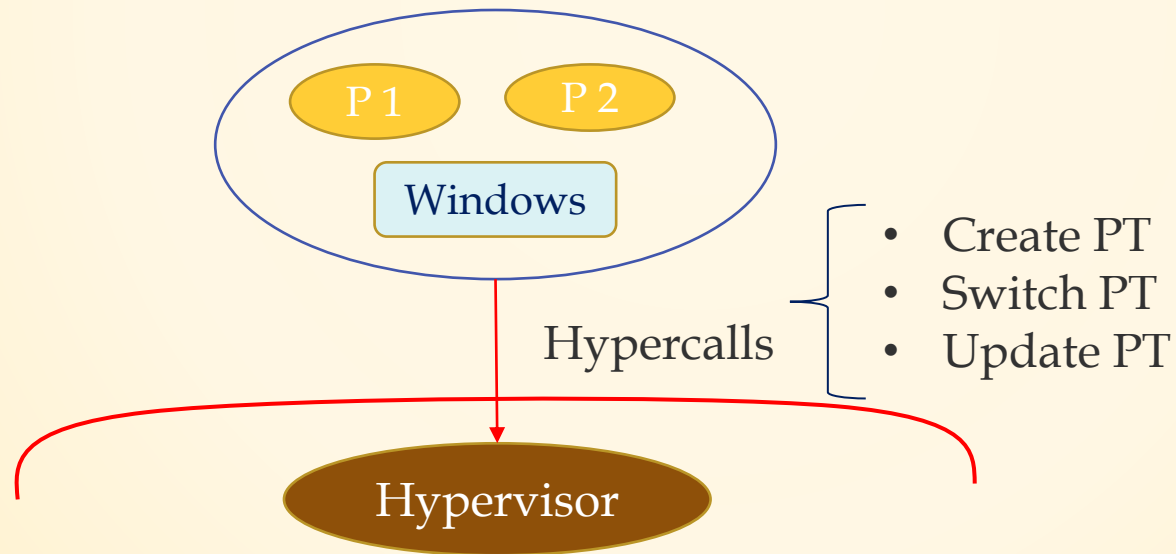 P 1
P 2
Windows
Hypercalls
• Create PT
• Switch PT
• Update PT
Hypervisor